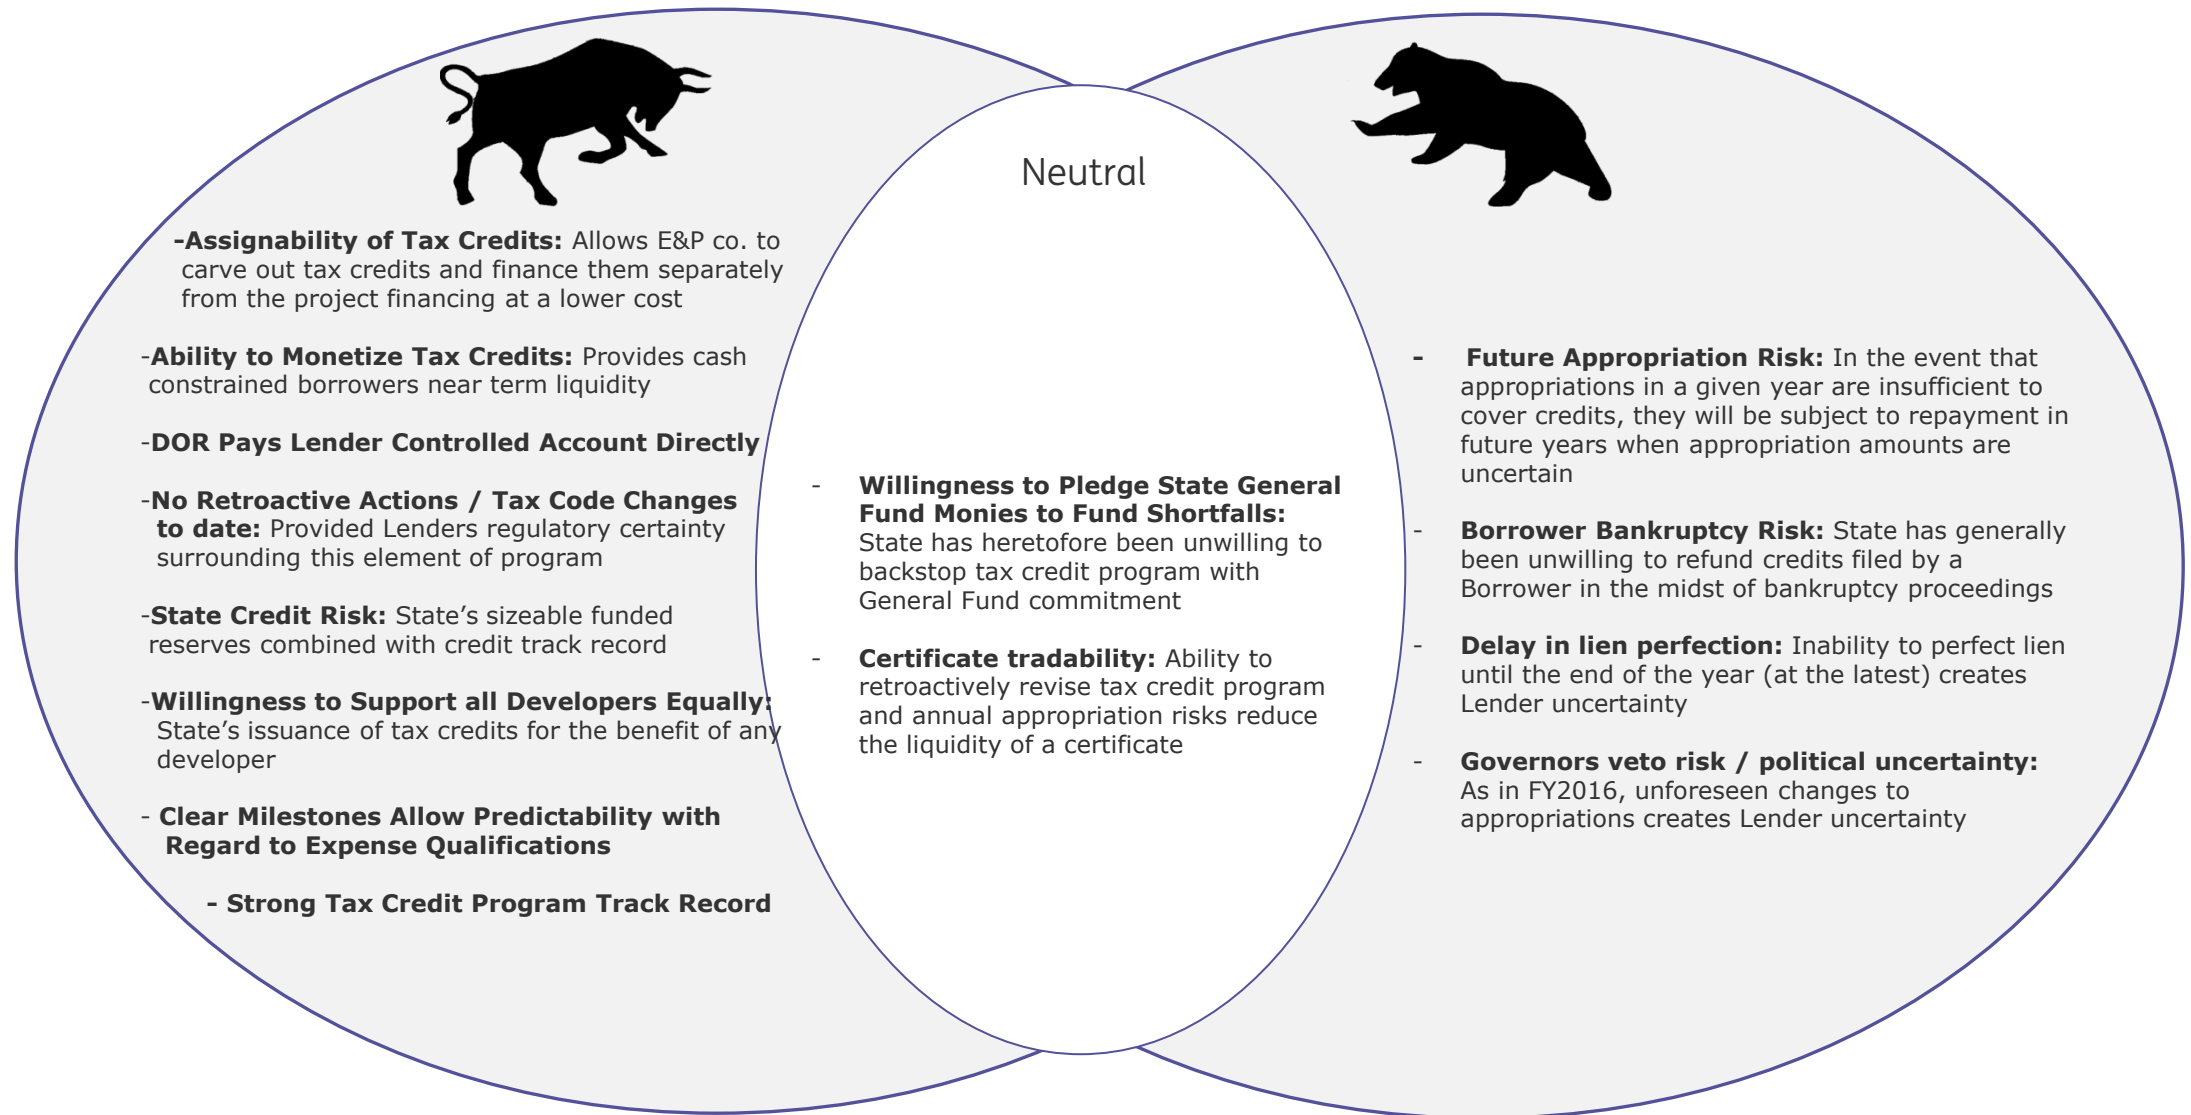 Neutral
-Assignability of Tax Credits: Allows E&P co. to
carve out tax credits and finance them separately
from the project financing at a lower cost
-Ability to Monetize Tax Credits: Provides cash
constrained borrowers near term liquidity
-DOR Pays Lender Controlled Account Directly
-No Retroactive Actions / Tax Code Changes
to date: Provided Lenders regulatory certainty
surrounding this element of program
-State Credit Risk: State’s sizeable funded
reserves combined with credit track record
-Willingness to Support all Developers Equally:
State’s issuance of tax credits for the benefit of any
developer
- Clear Milestones Allow Predictability with
Regard to Expense Qualifications
- Strong Tax Credit Program Track Record
- Willingness to Pledge State General
Fund Monies to Fund Shortfalls:
State has heretofore been unwilling to
backstop tax credit program with
General Fund commitment
- Certificate tradability: Ability to
retroactively revise tax credit program
and annual appropriation risks reduce
the liquidity of a certificate
- Future Appropriation Risk: In the event that
appropriations in a given year are insufficient to
cover credits, they will be subject to repayment in
future years when appropriation amounts are
uncertain
- Borrower Bankruptcy Risk: State has generally
been unwilling to refund credits filed by a
Borrower in the midst of bankruptcy proceedings
- Delay in lien perfection: Inability to perfect lien
until the end of the year (at the latest) creates
Lender uncertainty
- Governors veto risk / political uncertainty:
As in FY2016, unforeseen changes to
appropriations creates Lender uncertainty